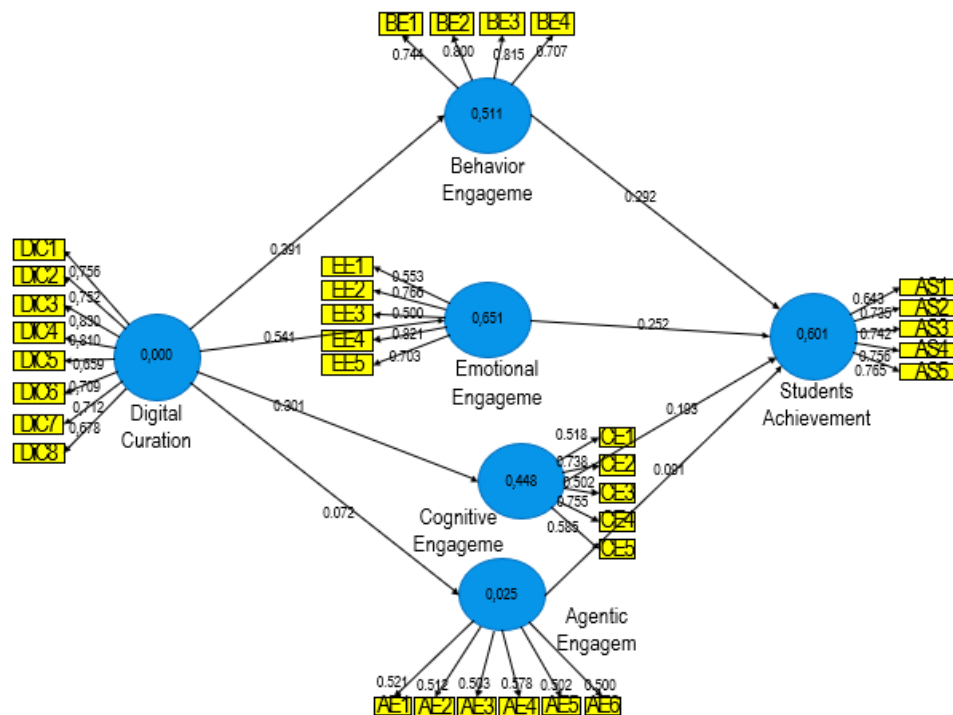 BE1 BE2 BE3 BE4
0.744 0.800 0.815 0.707
0,511
Behavior
Engageme
0.391
0.292
DC1
DC2
DC3
DC4
DC5
DC6
DC7
DC8
0,756
0,752
0,830
0,810
0,659
0,709
0,712
0,678
0,000
Digital
Curation
EE1
EE2
EE3
EE4
EE5
0.553
0.766
0.500
0.821
0.703
0.541
0,651
Emotional
Engageme
0.252
0,601
Students
Achievement
0.643
0.735
0.742
0.756
0.765
AS1
AS2
AS3
AS4
AS5
0.301
0,448
Cognitive
Engageme
0.518
0.738
0.502
0.755
0.585
CE1
CE2
CE3
CE4
CE5
0.193
0.091
0.072
0,025
Agentic
Engagem
0.521 0.512 0.503 0.578 0.502 0.500
AE1 AE2 AE3 AE4 AE5 AE6